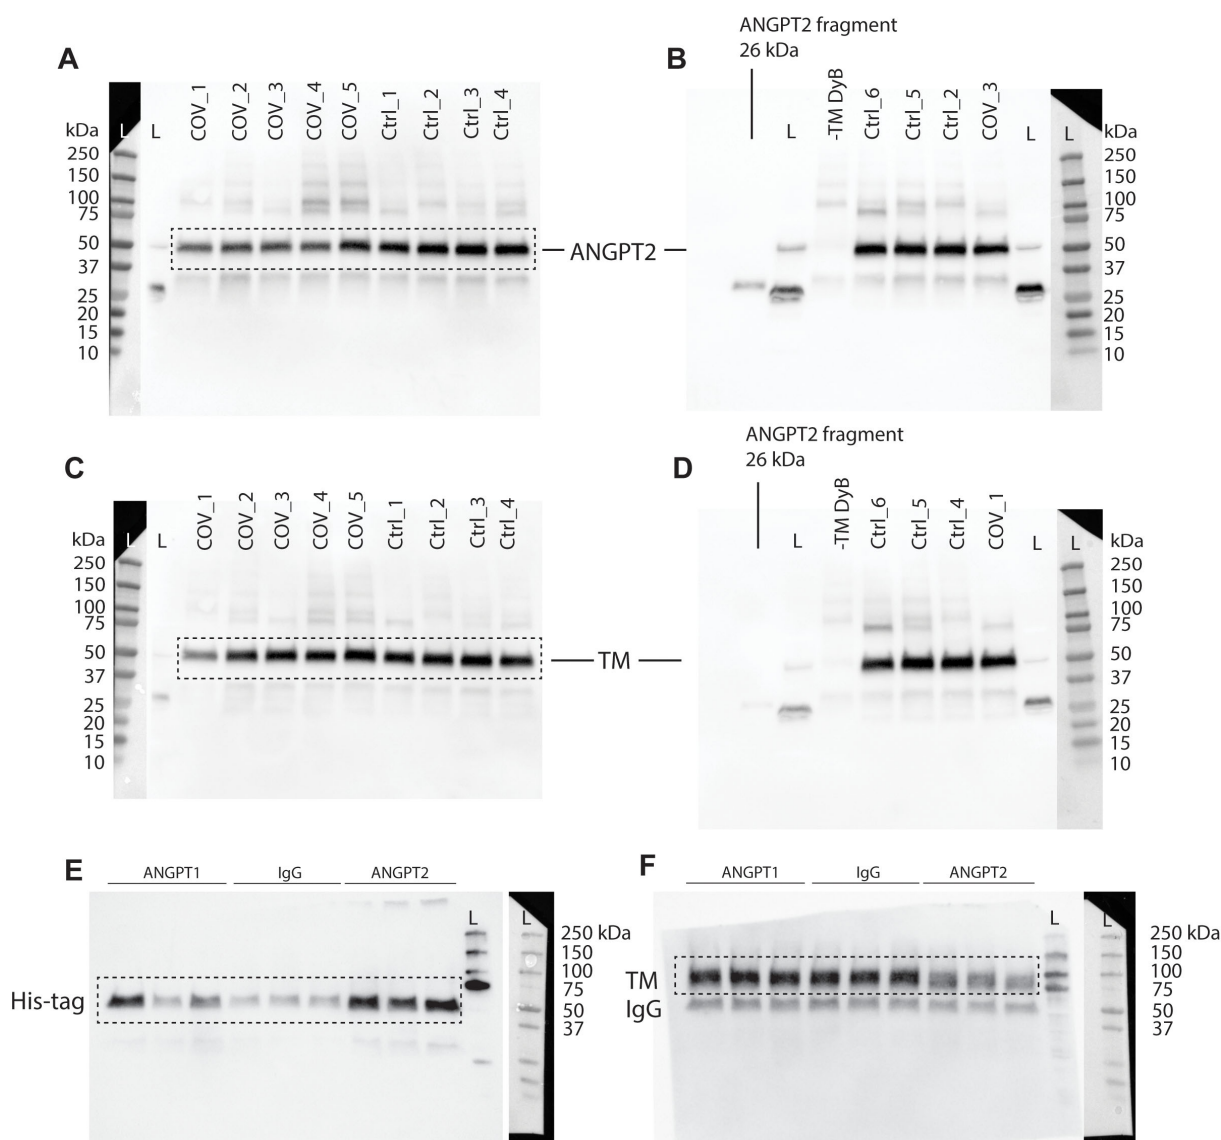 A
kDa
L
L
COV_1
COV_2
COV_3
COV_4
COV_5
Ctrl_1
Ctrl_2
Ctrl_3
Ctrl_4
250
150
100
75
50
37
25
20
15
10
ANGPT2
B
ANGPT2 fragment
26 kDa
L
-TM DyB
Ctrl_6
Ctrl_5
Ctrl_2
COV_3
L
L
kDa
250
150
100
75
50
37
25
20
15
10
C
kDa
L
L
COV_1
COV_2
COV_3
COV_4
COV_5
Ctrl_1
Ctrl_2
Ctrl_3
Ctrl_4
250
150
100
75
50
37
25
20
15
10
TM
D
ANGPT2 fragment
26 kDa
L
-TM DyB
Ctrl_6
Ctrl_5
Ctrl_4
COV_1
L
L
kDa
250
150
100
75
50
37
25
20
15
10
E
ANGPT1
IgG
ANGPT2
L
L
250 kDa
150
100
75
50
37
His-tag
F
ANGPT1
IgG
ANGPT2
L
L
250 kDa
150
100
75
50
37
TM
IgG